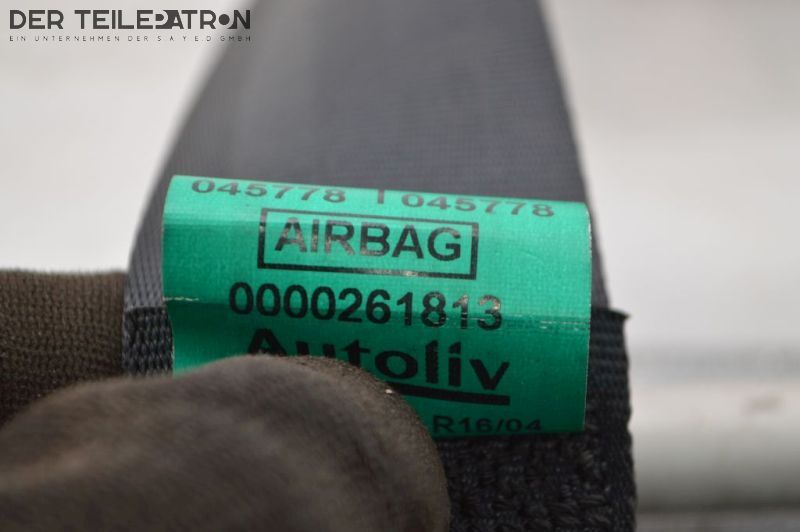 DER TEILEPATRON
EIN UNTERNEHMEN DER S A Y E D GMBH
045778 | 045778
AIRBAG
0000261813
Autoliv
R16/04